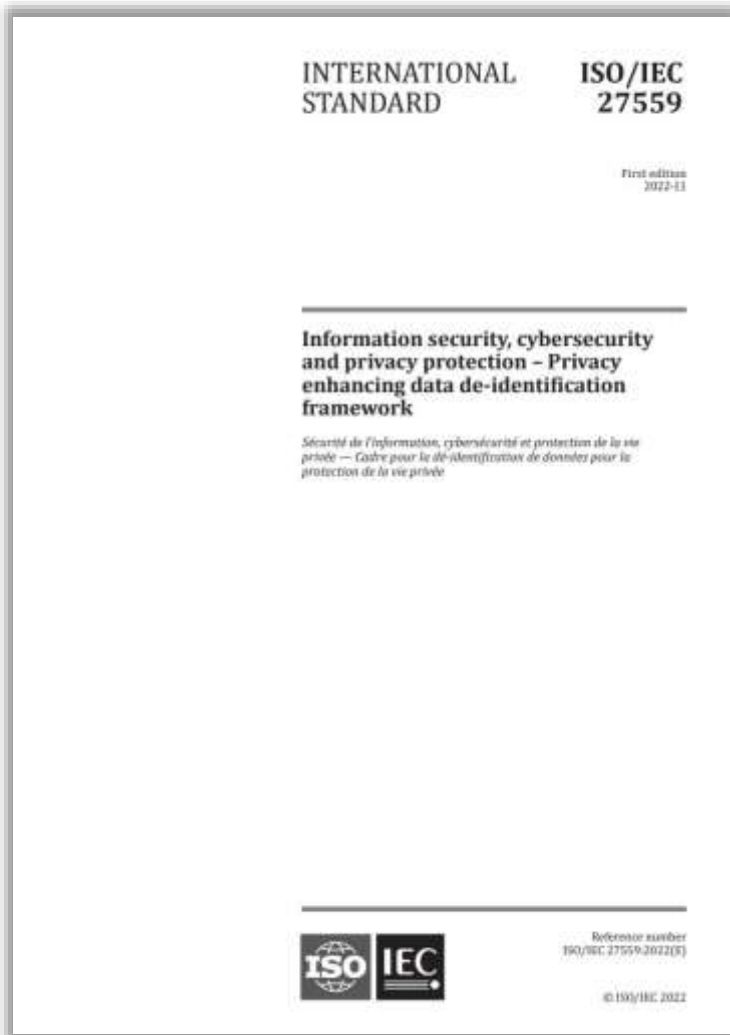 INTERNATIONAL STANDARD
ISO/IEC 27559
First edition
2022-11
Information security, cybersecurity
and privacy protection – Privacy
enhancing data de-identification
framework
Sécurité de l'information, cybersécurité et protection de la vie
privée — Cadre pour la dé-identification de données pour la
protection de la vie privée
ISO
IEC
Reference number
ISO/IEC 27559:2022(E)
© ISO/IEC 2022